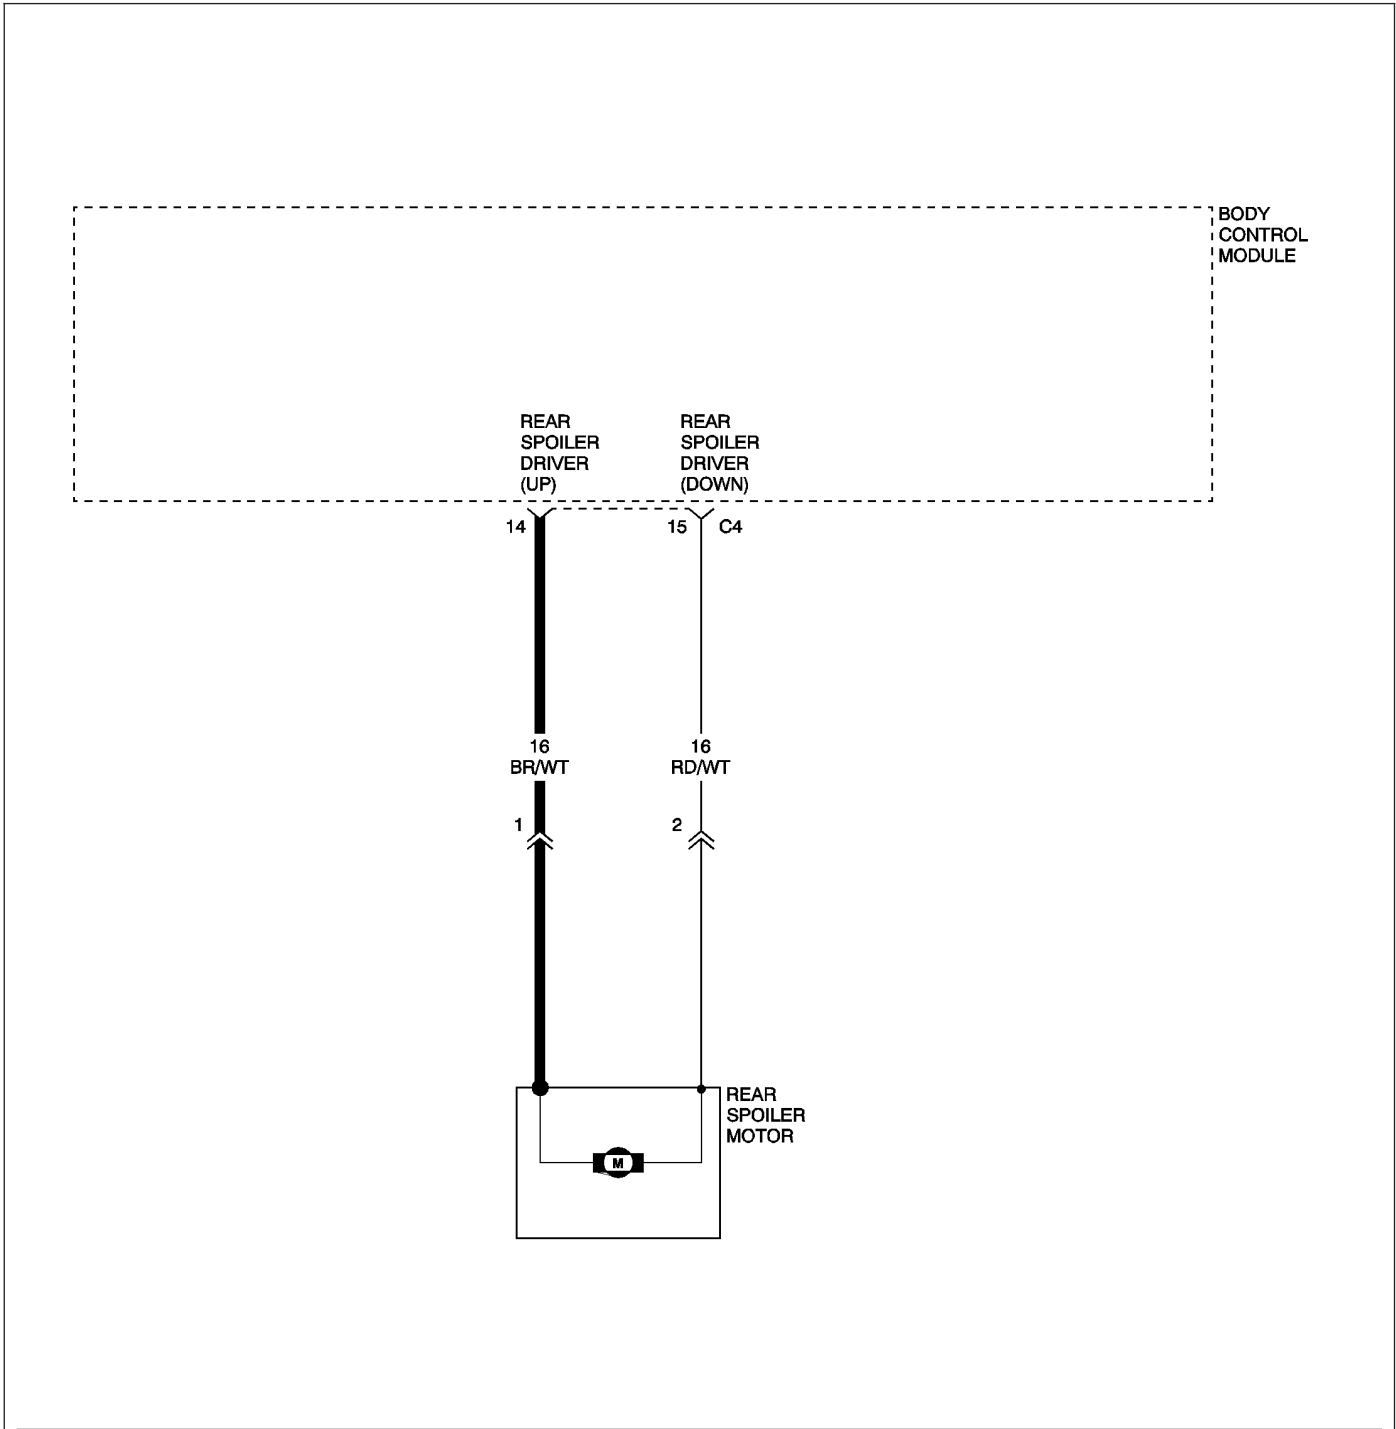 BODY
CONTROL
MODULE
REAR
SPOILER
DRIVER
(UP)
REAR
SPOILER
DRIVER
(DOWN)
14
15
C4
16
BR/WT
16
RD/WT
1
2
REAR
SPOILER
MOTOR
M